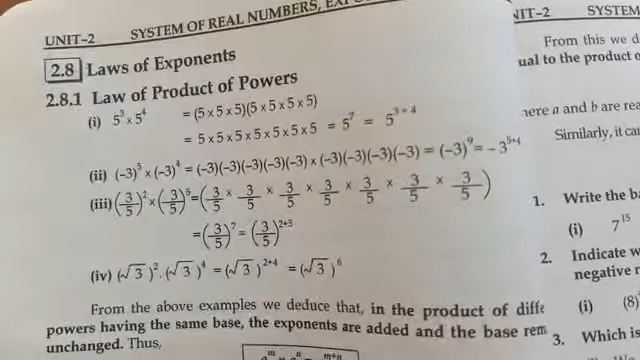 UNIT–2 SYSTEM OF REAL NUMBERS,
2.8 Laws of Exponents
2.8.1 Law of Product of Powers
(i) 5³ x 5⁴ = (5 x 5 x 5)(5 x 5 x 5 x 5)
= 5 x 5 x 5 x 5 x 5 x 5 x 5 = 5⁷ = 5³⁺⁴
(ii) (–3)⁵ x (–3)⁴ = (–3)(–3)(–3)(–3)(–3) x (–3)(–3)(–3)(–3) = (–3)⁹ = – 3⁵⁺⁴
(iii) (3/5)² x (3/5)⁵ = (3/5 x 3/5 x 3/5 x 3/5 x 3/5 x 3/5 x 3/5)
= (3/5)⁷ = (3/5)²⁺⁵
(iv) (√3)² . (√3)⁴ = (√3)²⁺⁴ = (√3)⁶
From the above examples we deduce that, in the product of diffe
powers having the same base, the exponents are added and the base rem
unchanged. Thus,
NIT–2 SYSTEM
From this we d
ual to the product o
here a and b are rea
Similarly, it ca
1. Write the ba
(i) 7¹⁵
2. Indicate w
negative r
(i) (8)
3. Which is